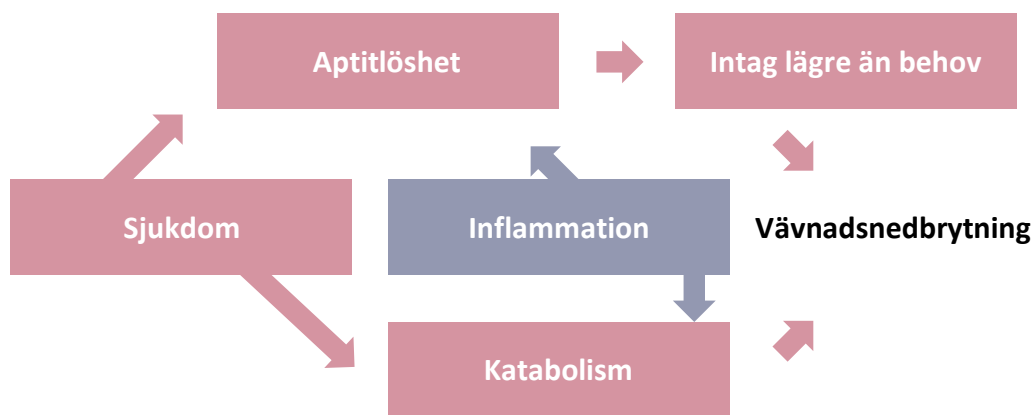 Aptitlöshet
Intag lägre än behov
Sjukdom
Inflammation
Vävnadsnedbrytning
Katabolism